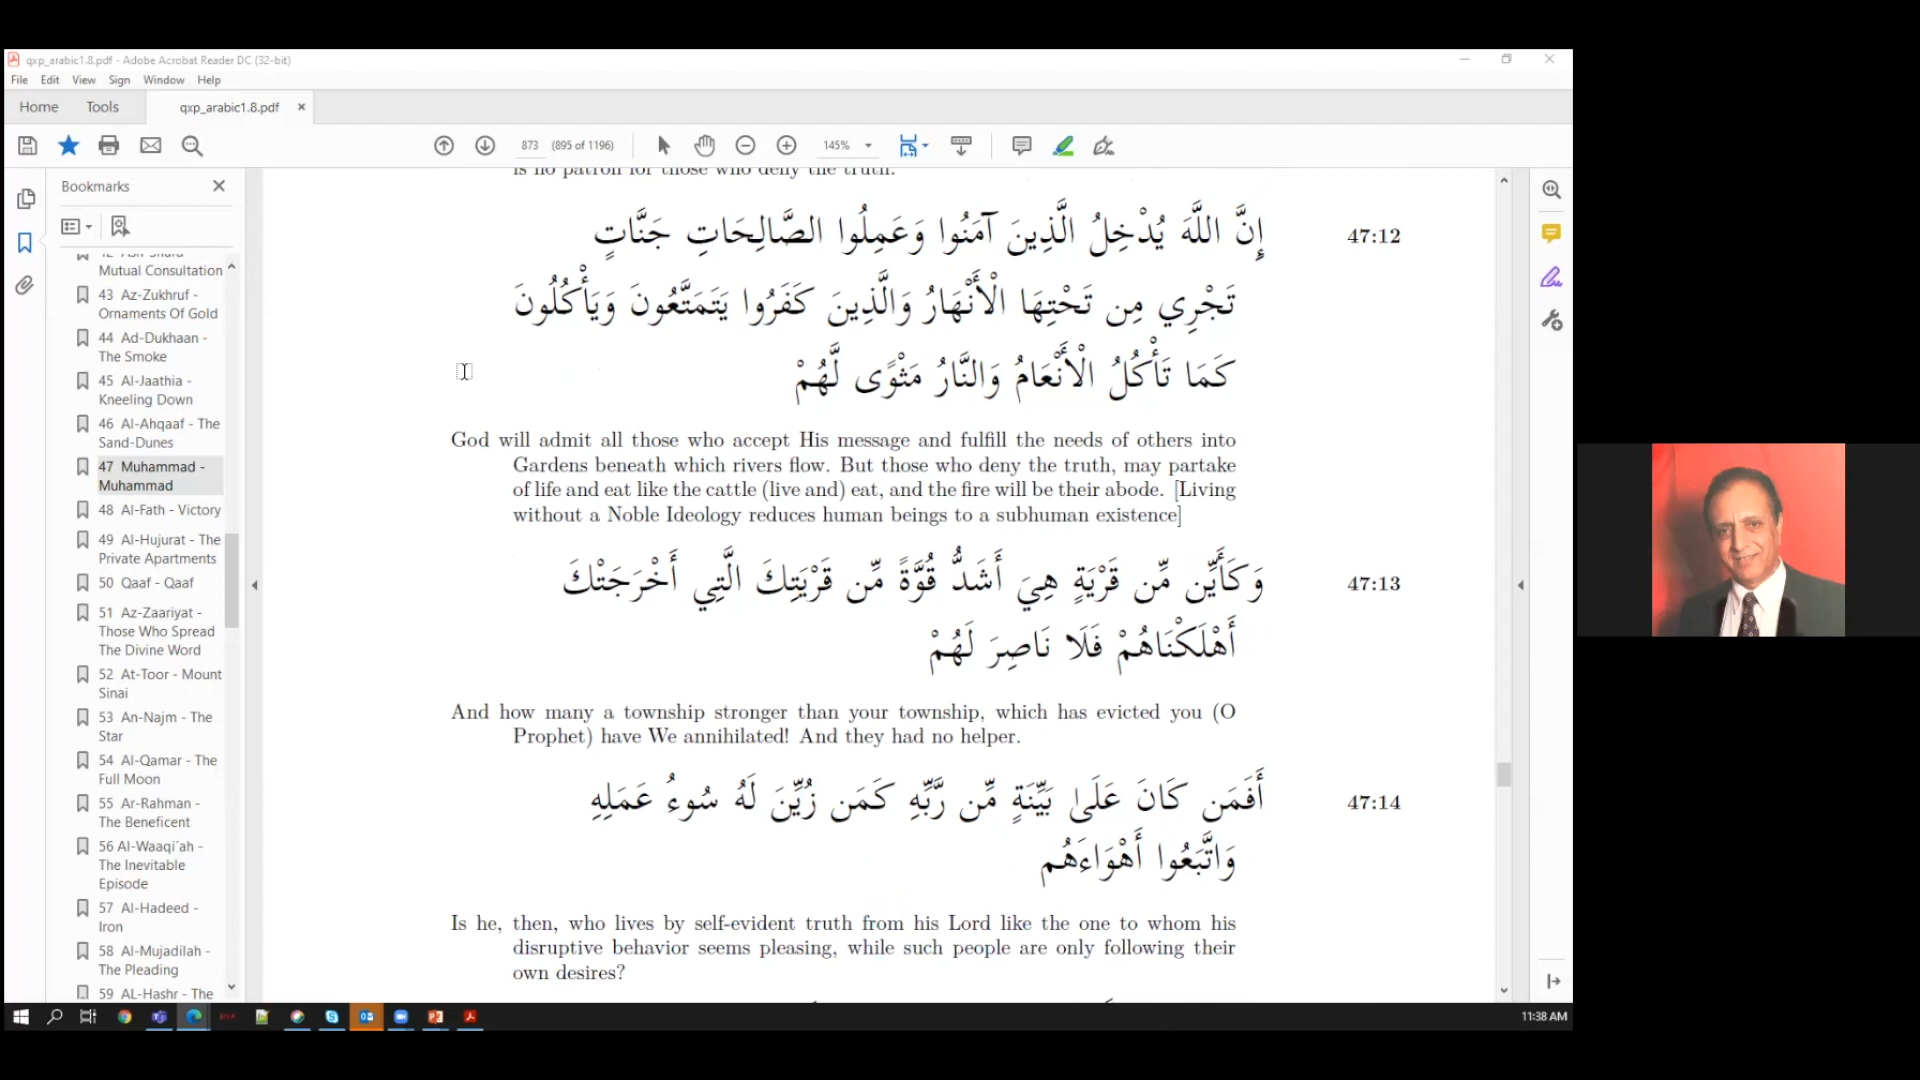 qxp_arabic1.8.pdf - Adobe Acrobat Reader DC (32-bit)
File Edit View Sign Window Help
Home Tools qxp_arabic1.8.pdf ×
873 (895 of 1196) 145%
Bookmarks
Mutual Consultation
43 Az-Zukhruf -
Ornaments Of Gold
44 Ad-Dukhaan -
The Smoke
45 Al-Jaathia -
Kneeling Down
46 Al-Ahqaaf - The
Sand-Dunes
47 Muhammad -
Muhammad
48 Al-Fath - Victory
49 Al-Hujurat - The
Private Apartments
50 Qaaf - Qaaf
51 Az-Zaariyat -
Those Who Spread
The Divine Word
52 At-Toor - Mount
Sinai
53 An-Najm - The
Star
54 Al-Qamar - The
Full Moon
55 Ar-Rahman -
The Beneficent
56 Al-Waaqi´ah -
The Inevitable
Episode
57 Al-Hadeed -
Iron
58 Al-Mujadilah -
The Pleading
59 AL-Hashr - The
is no patron for those who deny the truth.
إِنَّ اللَّهَ يُدْخِلُ الَّذِينَ آمَنُوا وَعَمِلُوا الصَّالِحَاتِ جَنَّاتٍ 47:12
تَجْرِي مِن تَحْتِهَا الْأَنْهَارُ وَالَّذِينَ كَفَرُوا يَتَمَتَّعُونَ وَيَأْكُلُونَ
كَمَا تَأْكُلُ الْأَنْعَامُ وَالنَّارُ مَثْوًى لَّهُمْ
God will admit all those who accept His message and fulfill the needs of others into
Gardens beneath which rivers flow. But those who deny the truth, may partake
of life and eat like the cattle (live and) eat, and the fire will be their abode. [Living
without a Noble Ideology reduces human beings to a subhuman existence]
وَكَأَيِّن مِّن قَرْيَةٍ هِيَ أَشَدُّ قُوَّةً مِّن قَرْيَتِكَ الَّتِي أَخْرَجَتْكَ 47:13
أَهْلَكْنَاهُمْ فَلَا نَاصِرَ لَهُمْ
And how many a township stronger than your township, which has evicted you (O
Prophet) have We annihilated! And they had no helper.
أَفَمَن كَانَ عَلَىٰ بَيِّنَةٍ مِّن رَّبِّهِ كَمَن زُيِّنَ لَهُ سُوءُ عَمَلِهِ 47:14
وَاتَّبَعُوا أَهْوَاءَهُم
Is he, then, who lives by self-evident truth from his Lord like the one to whom his
disruptive behavior seems pleasing, while such people are only following their
own desires?
11:38 AM